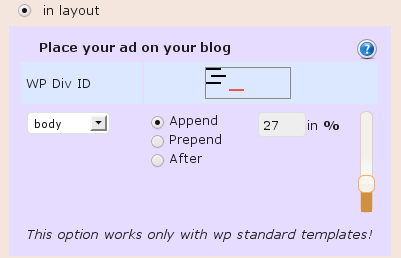 in layout
Place your ad on your blog
?
WP Div ID
body
Append
27 in %
Prepend
After
This option works only with wp standard templates!